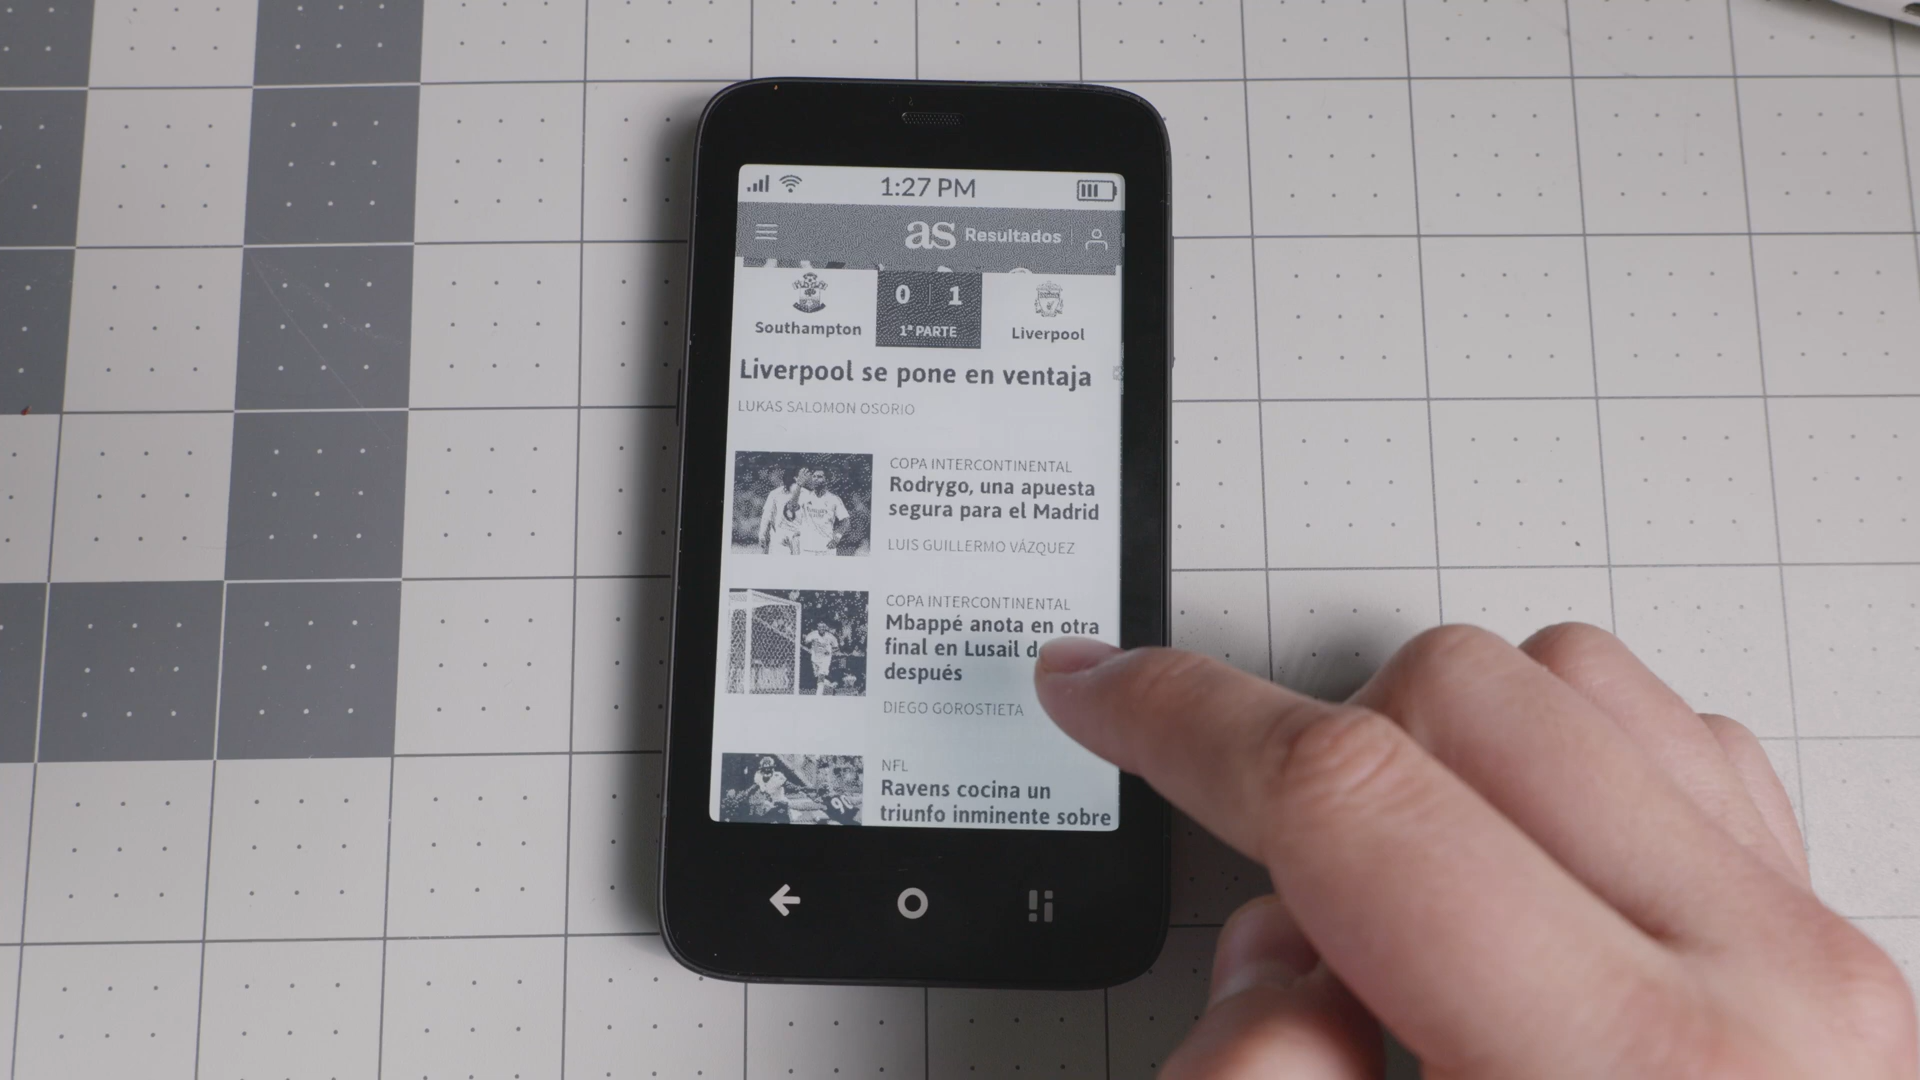 1:27 PM
as Resultados
0 1
1ª PARTE
Southampton
Liverpool
Liverpool se pone en ventaja
LUKAS SALOMON OSORIO
COPA INTERCONTINENTAL
Rodrygo, una apuesta
segura para el Madrid
LUIS GUILLERMO VÁZQUEZ
COPA INTERCONTINENTAL
Mbappé anota en otra
final en Lusail
después
DIEGO GOROSTIETA
NFL
Ravens cocina un
triunfo inminente sobre